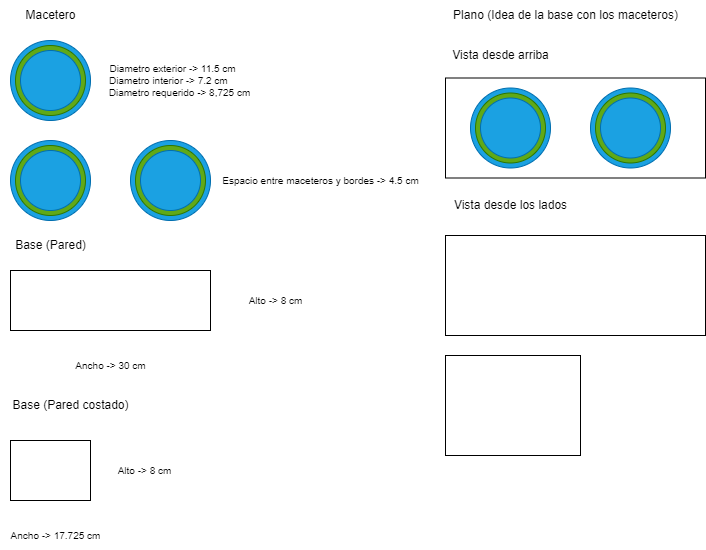 Macetero
Diametro exterior -> 11.5 cm
Diametro interior -> 7.2 cm
Diametro requerido -> 8,725 cm
Espacio entre maceteros y bordes -> 4.5 cm
Base (Pared)
Alto -> 8 cm
Ancho -> 30 cm
Base (Pared costado)
Alto -> 8 cm
Ancho -> 17.725 cm
Plano (Idea de la base con los maceteros)
Vista desde arriba
Vista desde los lados